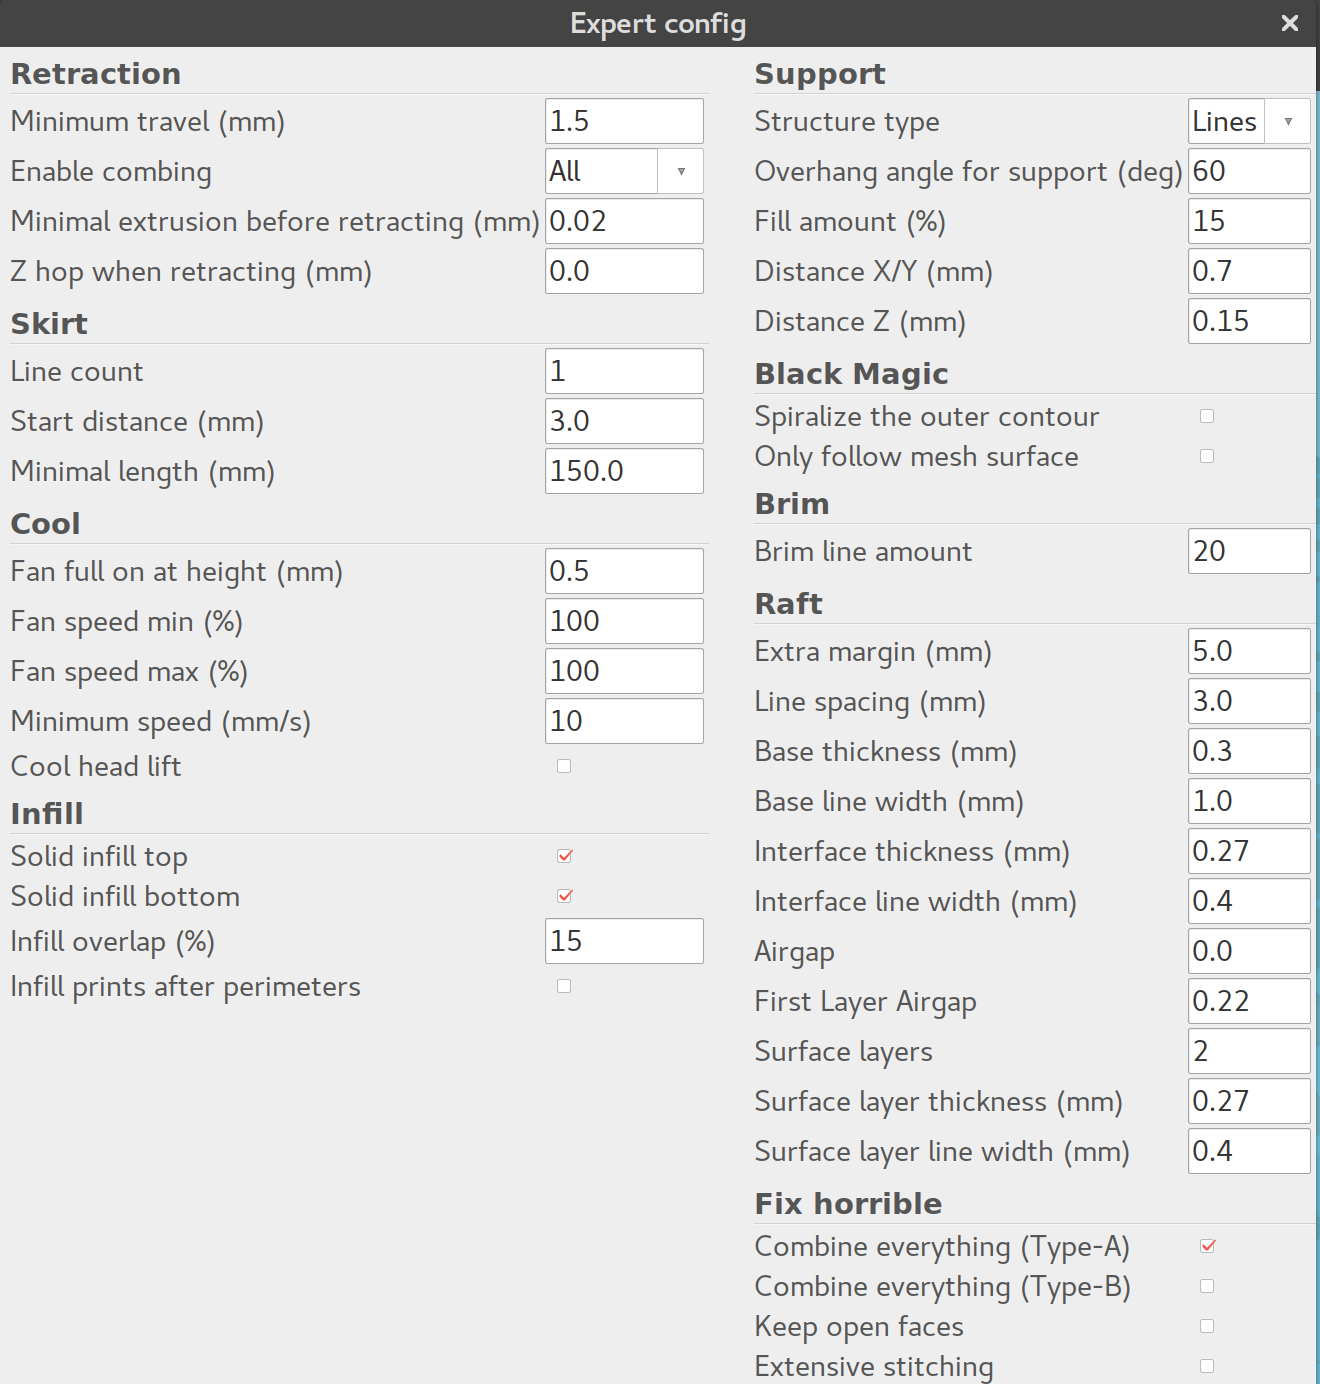 Expert config
Retraction
Minimum travel (mm) 1.5
Enable combing All
Minimal extrusion before retracting (mm) 0.02
Z hop when retracting (mm) 0.0
Skirt
Line count 1
Start distance (mm) 3.0
Minimal length (mm) 150.0
Cool
Fan full on at height (mm) 0.5
Fan speed min (%) 100
Fan speed max (%) 100
Minimum speed (mm/s) 10
Cool head lift
Infill
Solid infill top
Solid infill bottom
Infill overlap (%) 15
Infill prints after perimeters
Support
Structure type Lines
Overhang angle for support (deg) 60
Fill amount (%) 15
Distance X/Y (mm) 0.7
Distance Z (mm) 0.15
Black Magic
Spiralize the outer contour
Only follow mesh surface
Brim
Brim line amount 20
Raft
Extra margin (mm) 5.0
Line spacing (mm) 3.0
Base thickness (mm) 0.3
Base line width (mm) 1.0
Interface thickness (mm) 0.27
Interface line width (mm) 0.4
Airgap 0.0
First Layer Airgap 0.22
Surface layers 2
Surface layer thickness (mm) 0.27
Surface layer line width (mm) 0.4
Fix horrible
Combine everything (Type-A)
Combine everything (Type-B)
Keep open faces
Extensive stitching